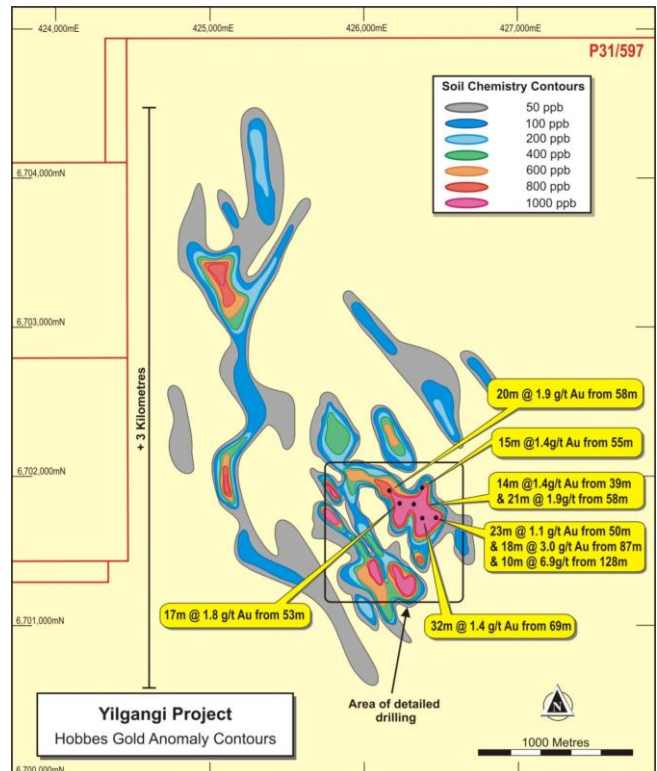 424,000mE
425,000mE
426,000mE
427,000mE
P31/597
Soil Chemistry Contours
50 ppb
100 ppb
200 ppb
400 ppb
600 ppb
800 ppb
1000 ppb
6,704,000mN
6,703,000mN
+ 3 Kilometres
20m @ 1.9 g/t Au from 58m
15m @1.4g/t Au from 55m
6,702,000mN
14m @1.4g/t Au from 39m
& 21m @ 1.9g/t from 58m
23m @ 1.1 g/t Au from 50m
& 18m @ 3.0 g/t Au from 87m
& 10m @ 6.9g/t from 128m
17m @ 1.8 g/t Au from 53m
32m @ 1.4 g/t Au from 69m
6,701,000mN
Area of detailed
drilling
Yilgangi Project
Hobbes Gold Anomaly Contours
N
1000 Metres
6,700,000mN